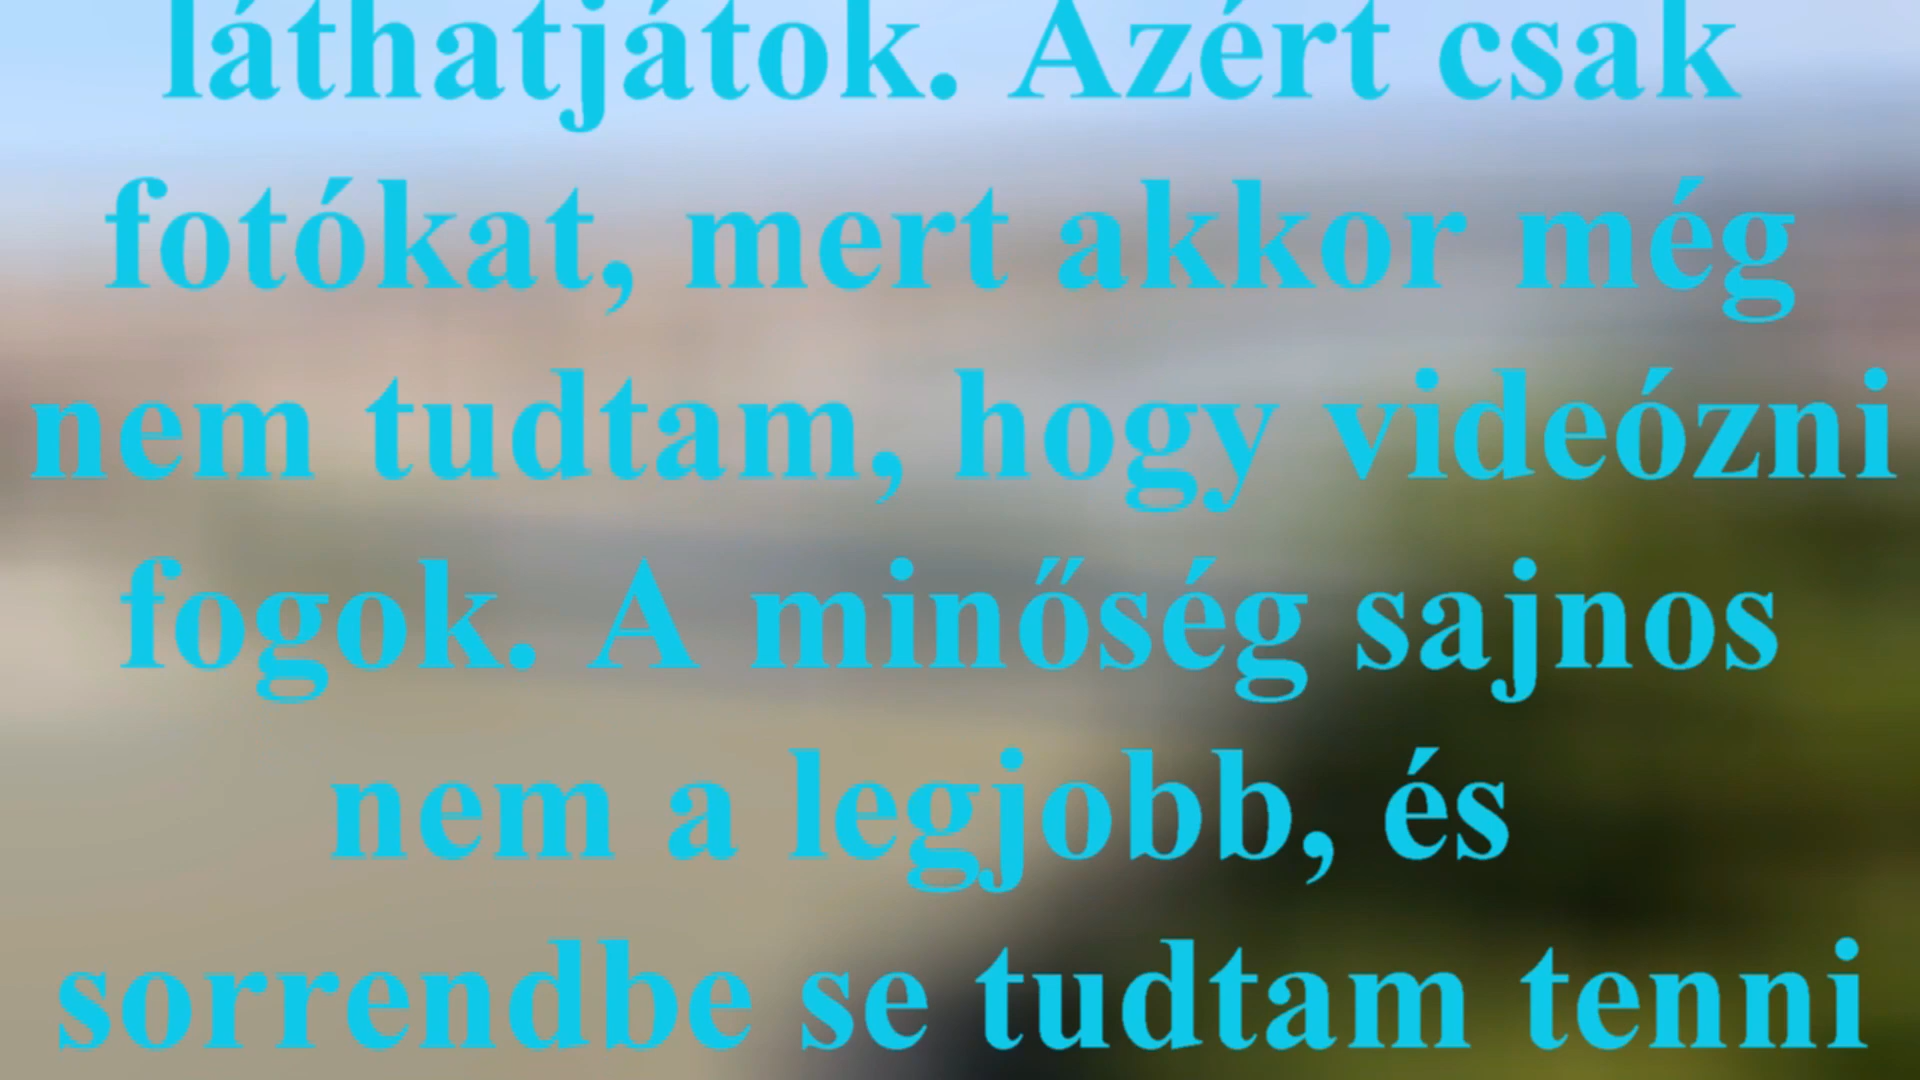 láthatjátok. Azért csak
fotókat, mert akkor még
nem tudtam, hogy videózni
fogok. A minőség sajnos
nem a legjobb, és
sorrendbe se tudtam tenni